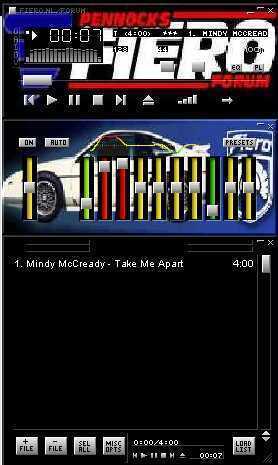 FIERO.NL/FORUM
PENNOCKS
FIERO
FORUM
00:07
T (4:00) *** 1. MINDY MCCREAD
128
EQ PL
ON AUTO PRESETS
Fiero
1. Mindy McCready - Take Me Apart 4:00
+ FILE
- FILE
SEL ALL
MISC OPTS
0:00/4:00
00:07
LOAD LIST